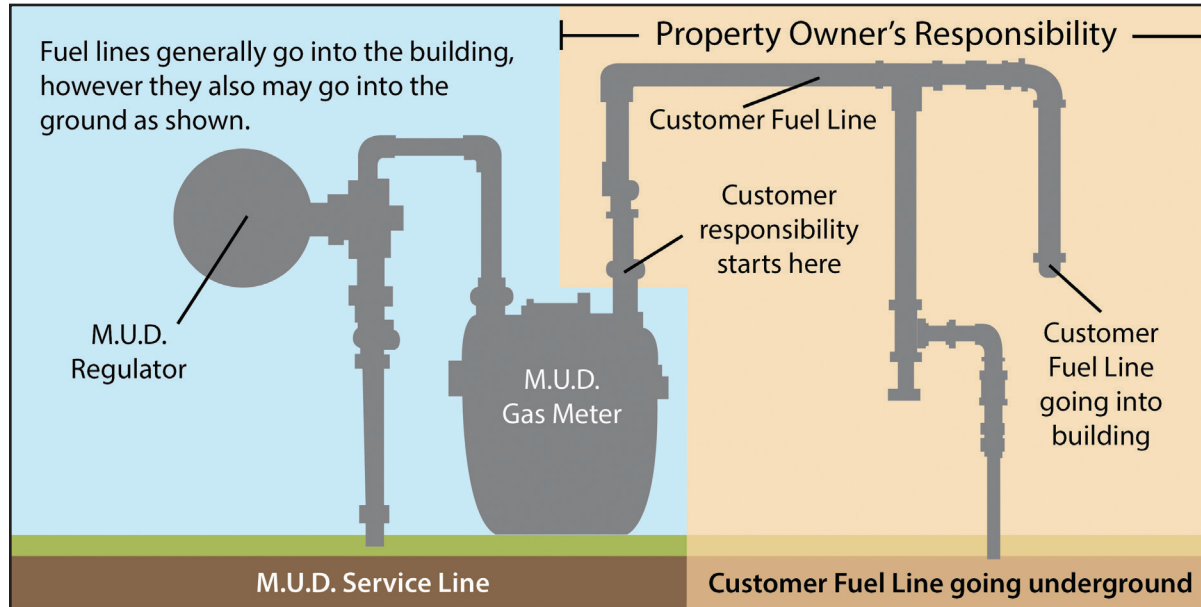 Fuel lines generally go into the building,
however they also may go into the
ground as shown.
Property Owner's Responsibility
Customer Fuel Line
Customer
responsibility
starts here
M.U.D.
Regulator
M.U.D.
Gas Meter
Customer
Fuel Line
going into
building
M.U.D. Service Line
Customer Fuel Line going underground